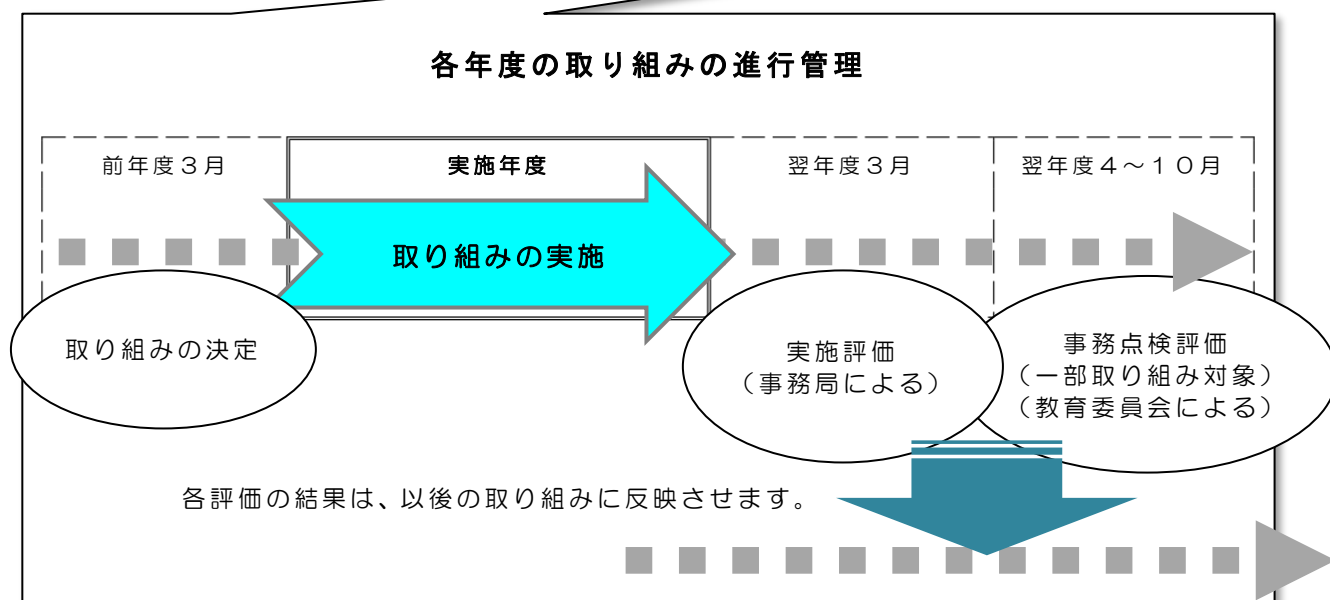 各年度の取り組みの進行管理
前年度３月
実施年度
翌年度３月
翌年度４～１０月
取り組みの実施
取り組みの決定
実施評価
（事務局による）
事務点検評価
（一部取り組み対象）
（教育委員会による）
各評価の結果は、以後の取り組みに反映させます。